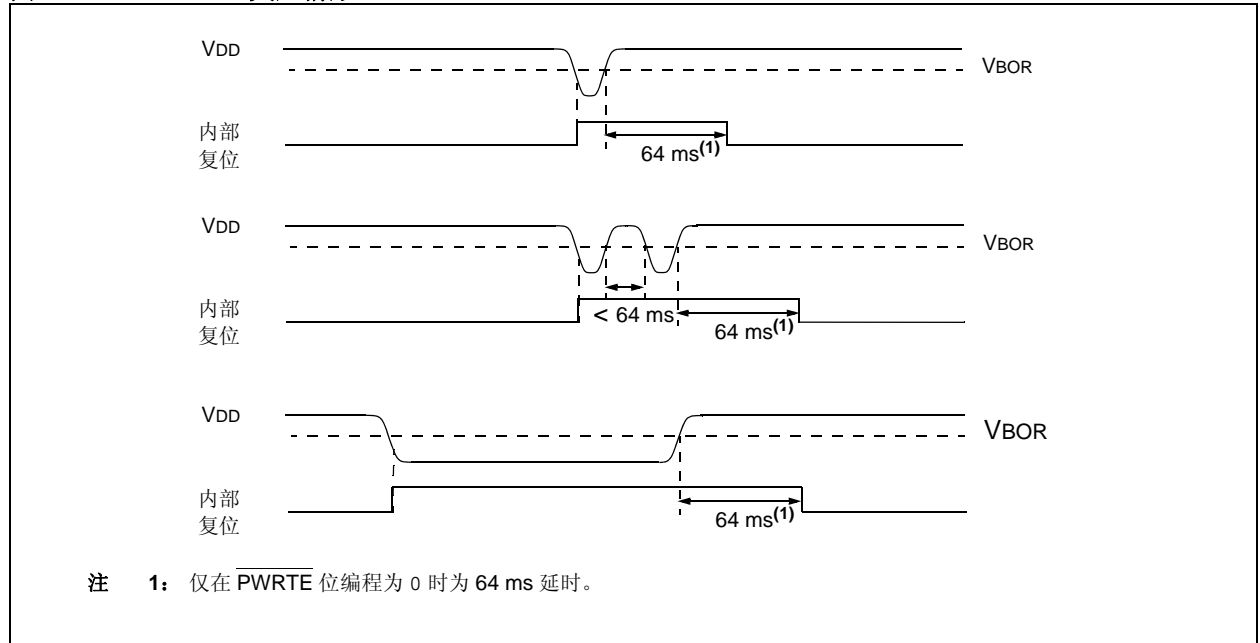 VDD
VBOR
内部
复位
64 ms(1)
VDD
VBOR
内部
复位
< 64 ms
64 ms(1)
VDD
VBOR
内部
复位
64 ms(1)
注 1： 仅在 PWRTE 位编程为 0 时为 64 ms 延时。